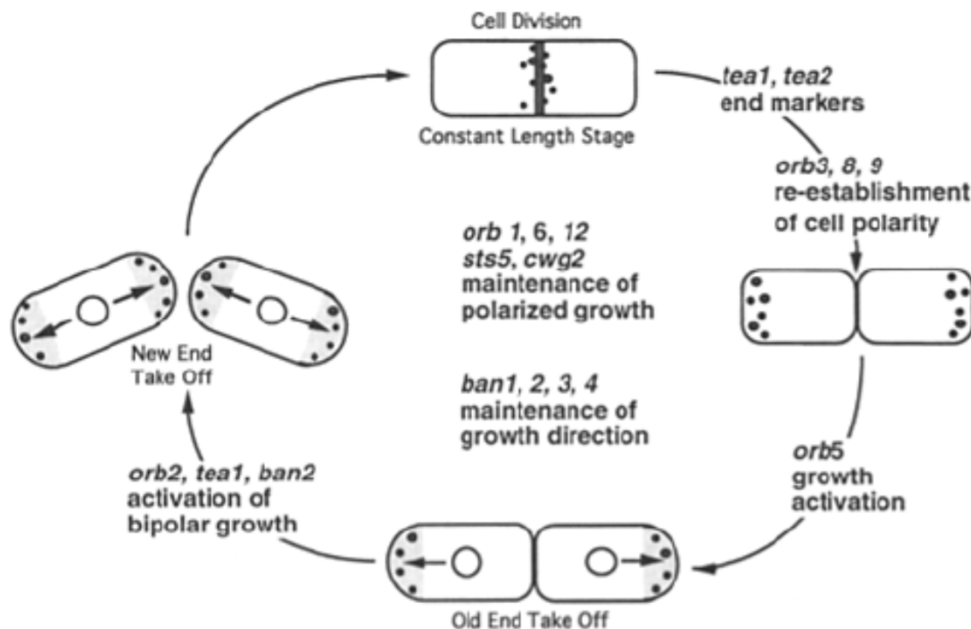 Cell Division
Constant Length Stage
tea1, tea2
end markers
orb3, 8, 9
re-establishment
of cell polarity
orb 1, 6, 12
sts5, cwg2
maintenance of
polarized growth
New End
Take Off
ban1, 2, 3, 4
maintenance of
growth direction
orb5
growth
activation
orb2, tea1, ban2
activation of
bipolar growth
Old End Take Off